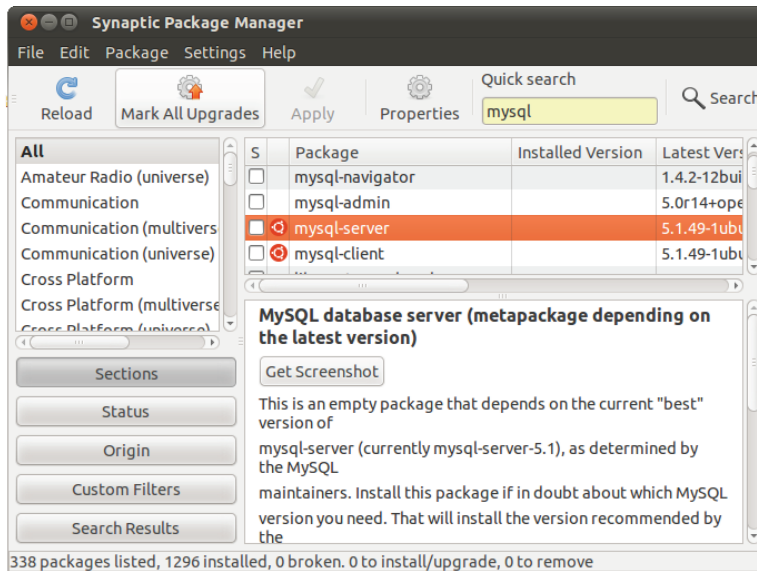 Synaptic Package Manager
File Edit Package Settings Help
Reload Mark All Upgrades Apply Properties Quick search mysql Search
All
Amateur Radio (universe)
Communication
Communication (multivers
Communication (universe)
Cross Platform
Cross Platform (multiverse
Cross Platform (universe)
Sections
Status
Origin
Custom Filters
Search Results
S Package Installed Version Latest Vers
mysql-navigator 1.4.2-12bui
mysql-admin 5.0r14+ope
mysql-server 5.1.49-1ubu
mysql-client 5.1.49-1ubu
MySQL database server (metapackage depending on
the latest version)
Get Screenshot
This is an empty package that depends on the current "best"
version of
mysql-server (currently mysql-server-5.1), as determined by
the MySQL
maintainers. Install this package if in doubt about which MySQL
version you need. That will install the version recommended by
the
338 packages listed, 1296 installed, 0 broken. 0 to install/upgrade, 0 to remove